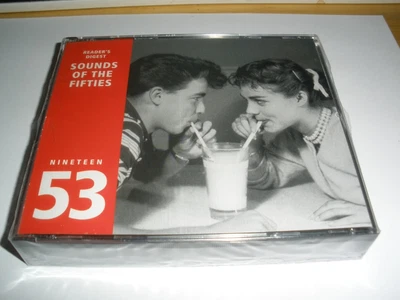 READER'S
DIGEST
SOUNDS
OF THE
FIFTIES
NINETEEN
53